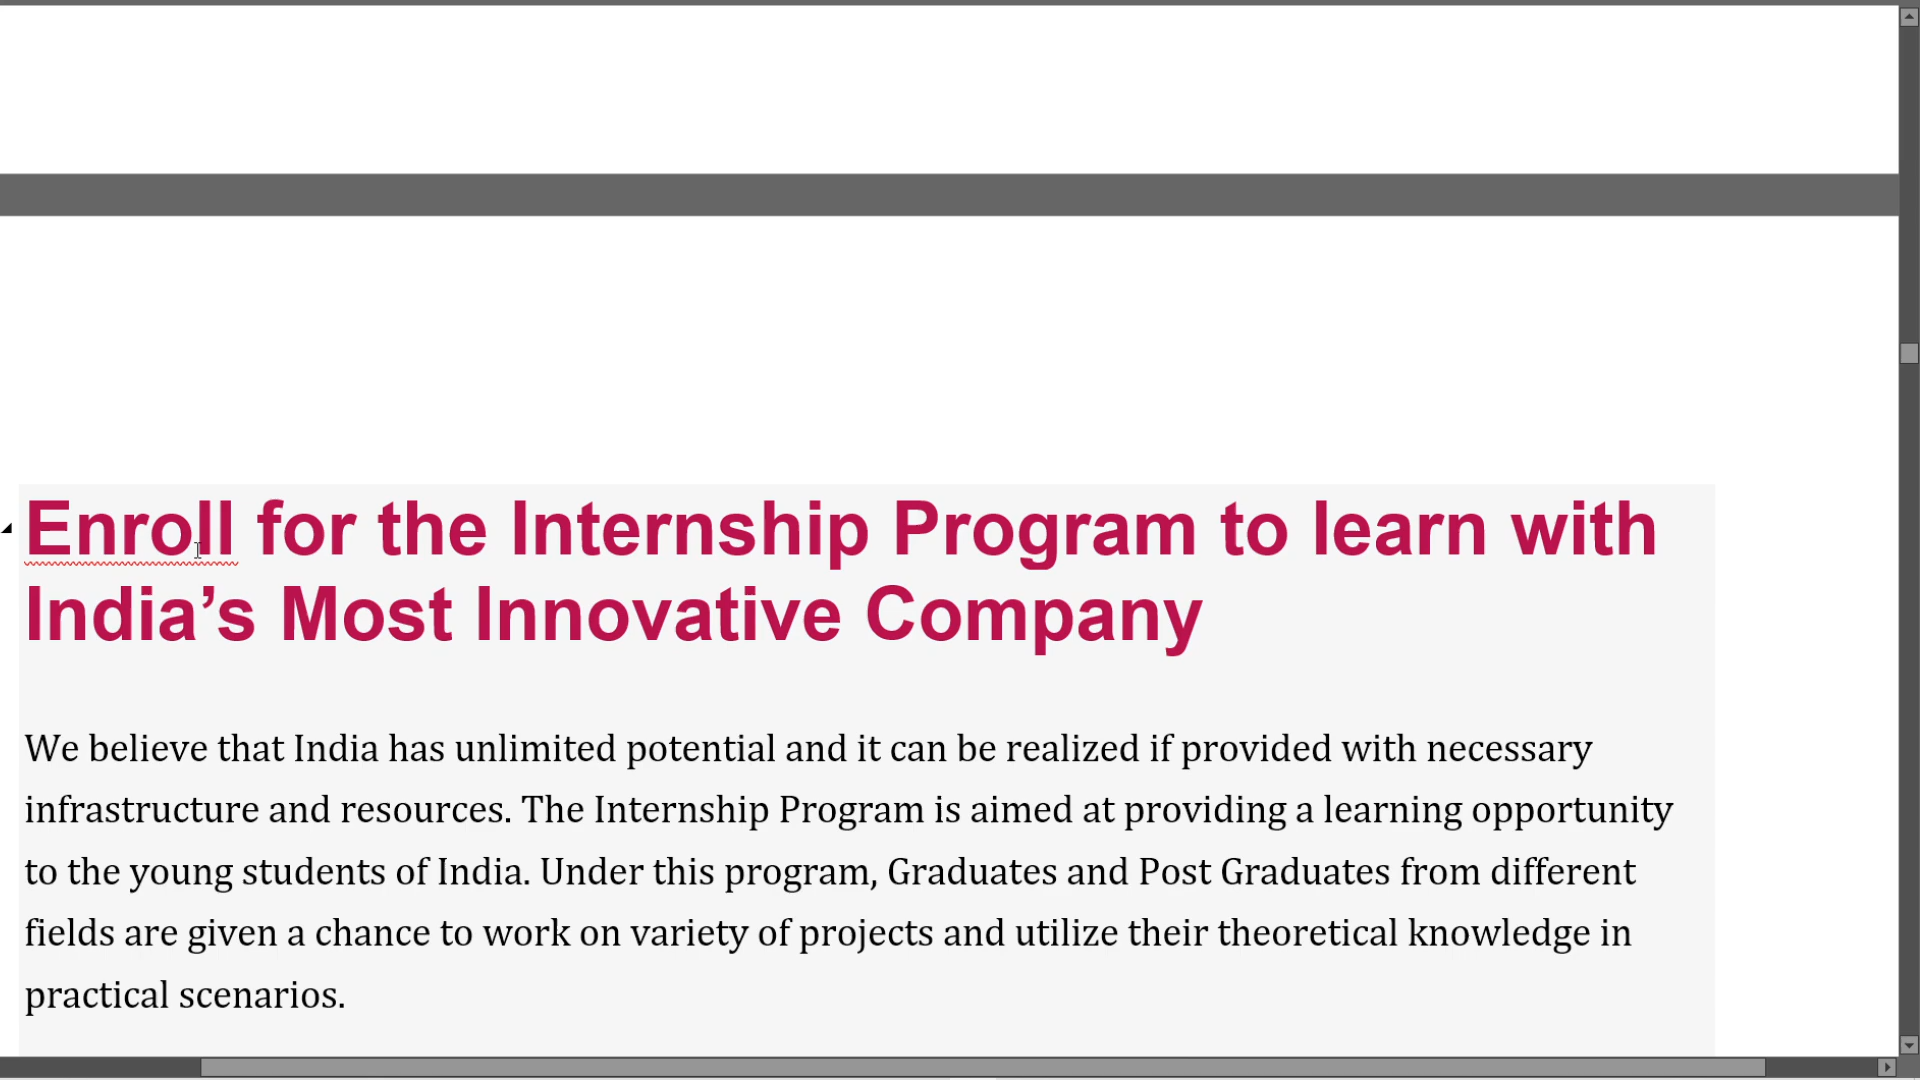 Enroll for the Internship Program to learn with
India’s Most Innovative Company
We believe that India has unlimited potential and it can be realized if provided with necessary
infrastructure and resources. The Internship Program is aimed at providing a learning opportunity
to the young students of India. Under this program, Graduates and Post Graduates from different
fields are given a chance to work on variety of projects and utilize their theoretical knowledge in
practical scenarios.